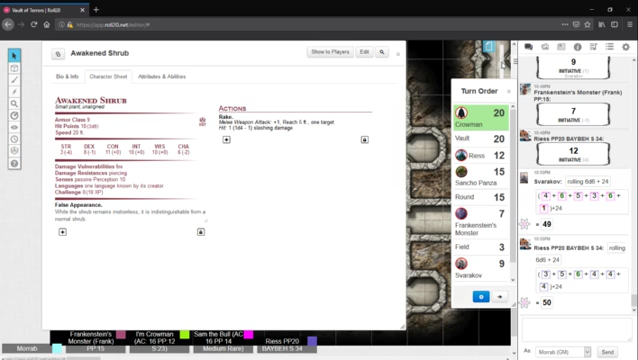 Vault of Terrors | Roll20
https://app.roll20.net/editor/#
Awakened Shrub
Show to Players
Edit
Bio & Info
Character Sheet
Attributes & Abilities
AWAKENED SHRUB
Small plant, unaligned
Armor Class 9
Hit Points 10 (3d6)
Speed 20 ft.
STR DEX CON INT WIS CHA
3 (-4) 8 (-1) 11 (+0) 10 (+0) 10 (+0) 6 (-2)
Damage Vulnerabilities fire
Damage Resistances piercing
Senses passive Perception 10
Languages one language known by its creator
Challenge 0 (10 XP)
False Appearance.
While the shrub remains motionless, it is indistinguishable from a
normal shrub.
ACTIONS
Rake.
Melee Weapon Attack: +1, Reach 5 ft., one target
Hit: 1 (1d4 - 1) slashing damage
Turn Order
Crowman 20
Vault 20
Riess 12
Sancho Panza 15
Round 15
Frankenstein's
Monster 7
Field 3
Svarakov 9
9
INITIATIVE
Frankenstein's
Monster (Frank)
PP:15:
7
INITIATIVE
Riess PP20 BAYBEH S 34:
12
INITIATIVE
Svarakov: rolling 6d6 + 24
(4+6+5+3+6+
1)+24
= 49
Riess PP20 BAYBEH S 34:
rolling
6d6 + 24
(3+5+6+4+4+
4)+24
= 50
As: Morrab (GM)
Send
Morrab
Frankenstein's
Monster (Frank)
PP 15
I'm Crowman
(AC: 16 PP 12
S 23)
Sam the Bull (AC
16 PP 14
Medium Rare)
Riess PP20
BAYBEH S 34